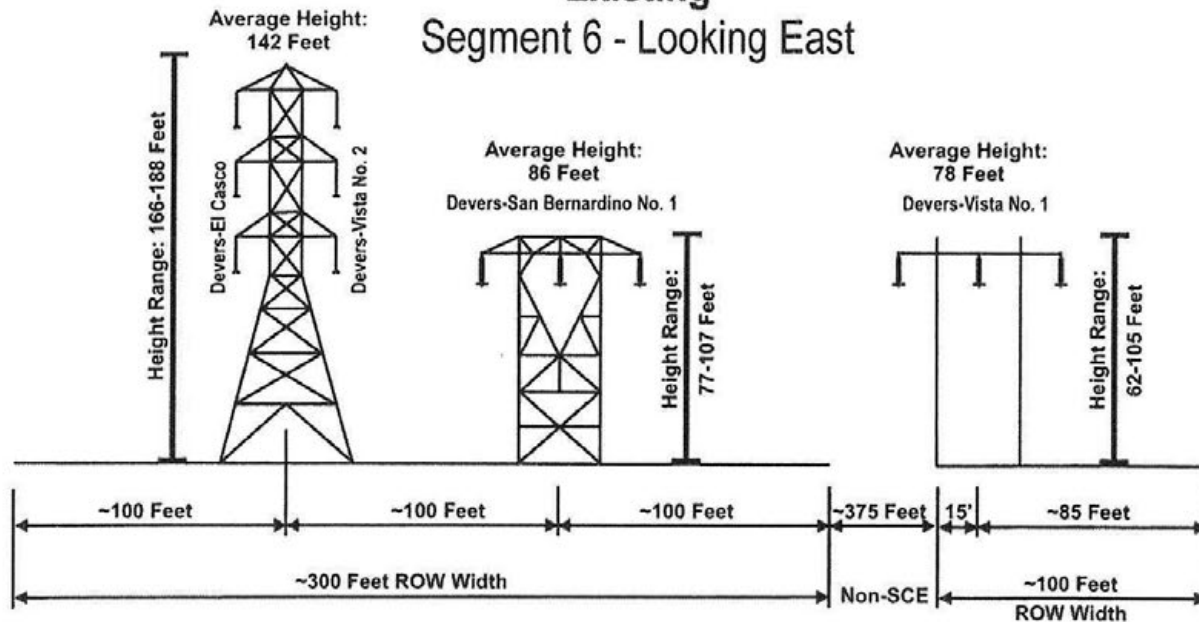 Existing
Segment 6 - Looking East
Average Height:
142 Feet
Height Range: 166-188 Feet
Devers-El Casco
Devers-Vista No. 2
Average Height:
86 Feet
Devers-San Bernardino No. 1
Height Range:
77-107 Feet
Average Height:
78 Feet
Devers-Vista No. 1
Height Range:
62-105 Feet
~100 Feet
~100 Feet
~100 Feet
~375 Feet
15'
~85 Feet
~300 Feet ROW Width
Non-SCE
~100 Feet
ROW Width